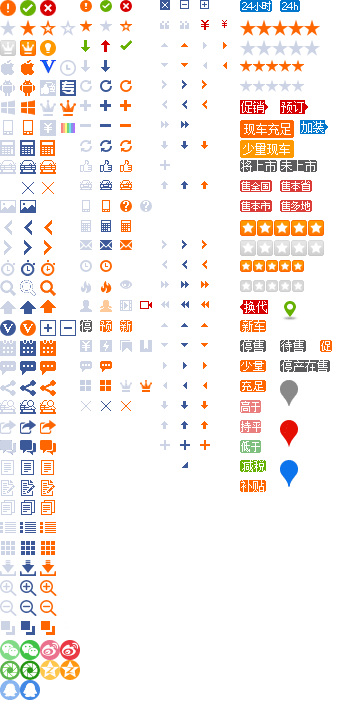 24小时 24h
促销 预订
现车充足 加装
少量现车
将上市 未上市
售全国 售本省
售本市 售多地
换代
新车
停 预 新
停售 待售 促
少量 停产在售
充足
高于
持平
低于
减税
补贴